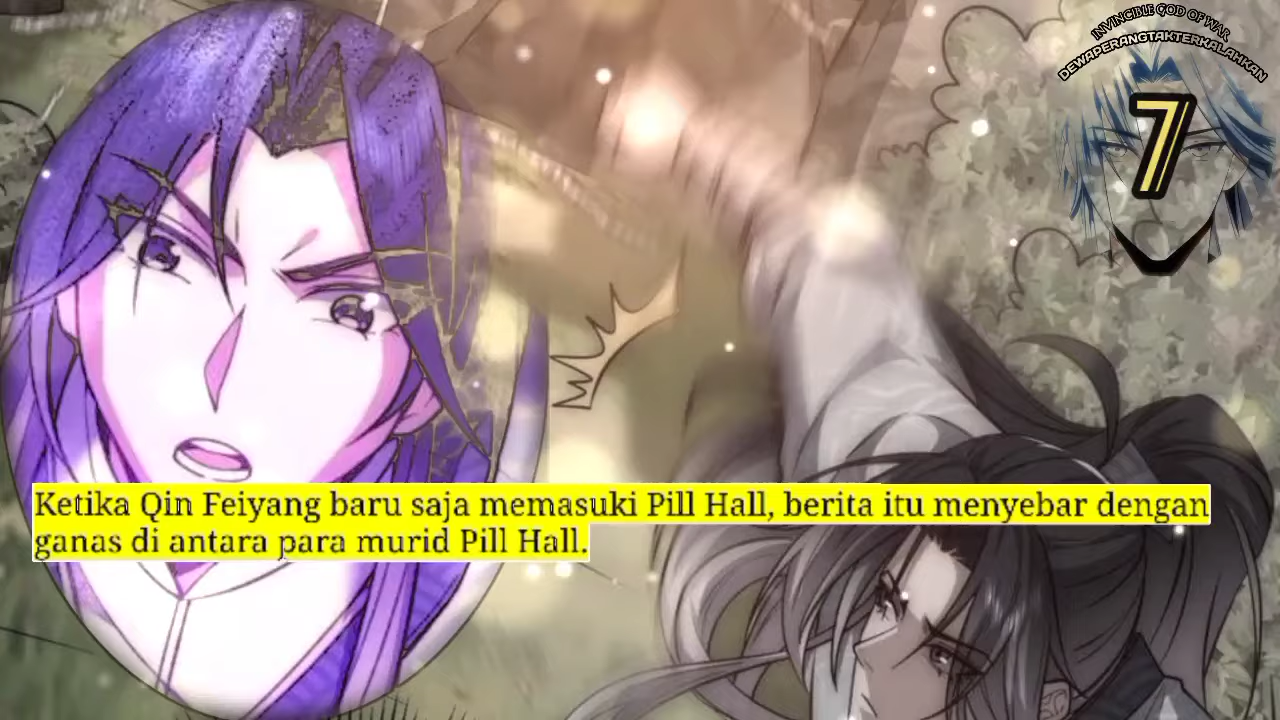 INVINCIBLE GOD OF WAR
DEWAPERANGTAKTERKALAHKAN
7
Ketika Qin Feiyang baru saja memasuki Pill Hall, berita itu menyebar dengan
ganas di antara para murid Pill Hall.